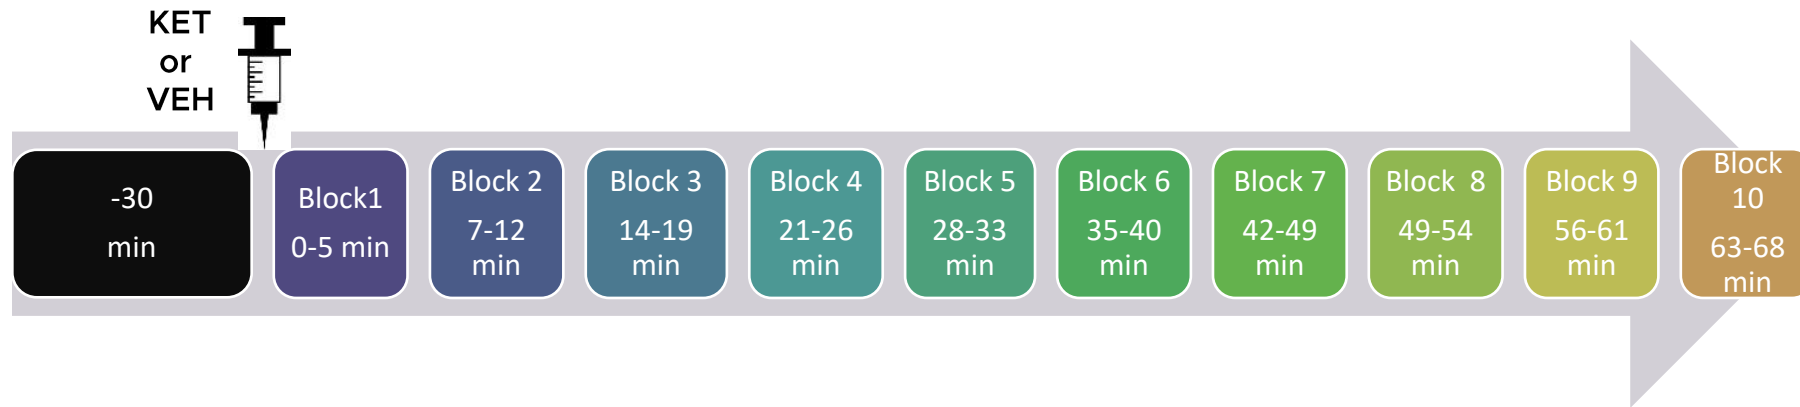 KET
or
VEH
-30
min
Block1
0-5 min
Block 2
7-12
min
Block 3
14-19
min
Block 4
21-26
min
Block 5
28-33
min
Block 6
35-40
min
Block 7
42-49
min
Block  8
49-54
min
Block 9
56-61
min
Block
10
63-68
min